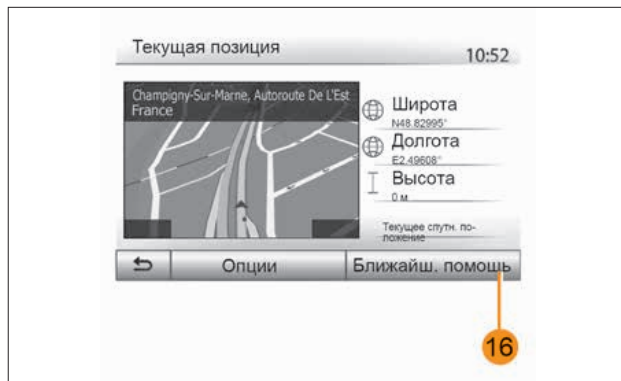 Текущая позиция
10:52
Champigny-Sur-Marne, Autoroute De L'Est
France
Широта
N48.82995°
Долгота
E2.49608°
Высота
0 м
Текущее спутн. по-
ложение
Опции
Ближайш. помощь
16